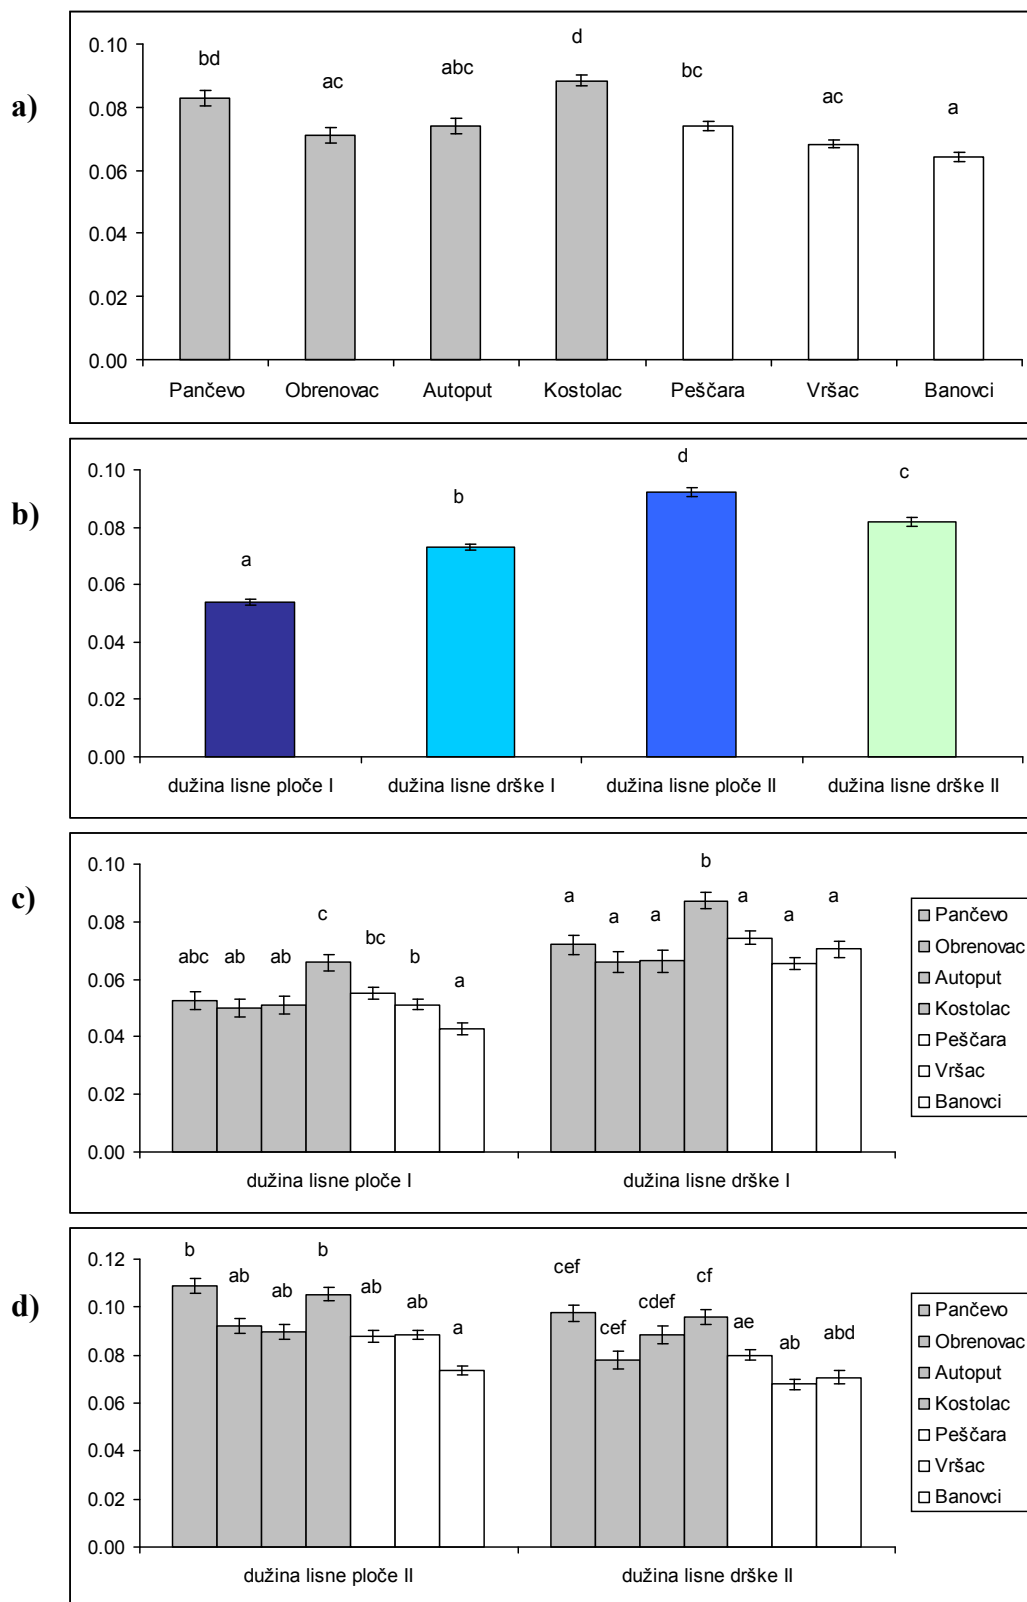 a)
bd ac abc d bc ac a
0.10
0.08
0.06
0.04
0.02
0.00
Pančevo Obrenovac Autoput Kostolac Peščara Vršac Banovci
b)
a b d c
0.10
0.08
0.06
0.04
0.02
0.00
dužina lisne ploče I dužina lisne drške I dužina lisne ploče II dužina lisne drške II
c)
abc ab ab c bc b a a a a b a a a
0.10
0.08
0.06
0.04
0.02
0.00
dužina lisne ploče I dužina lisne drške I
Pančevo
Obrenovac
Autoput
Kostolac
Peščara
Vršac
Banovci
d)
b ab ab b ab ab a cef cef cdef cf ae ab abd
0.12
0.10
0.08
0.06
0.04
0.02
0.00
dužina lisne ploče II dužina lisne drške II
Pančevo
Obrenovac
Autoput
Kostolac
Peščara
Vršac
Banovci